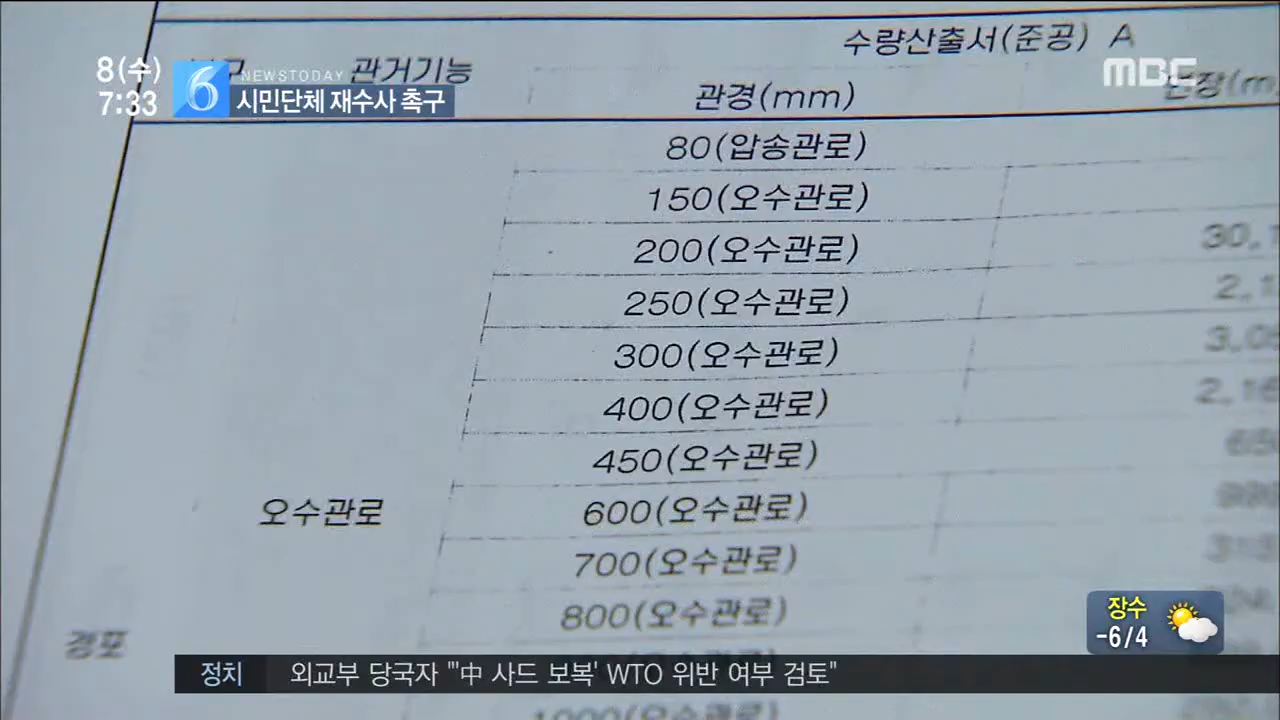 수량산출서(준공) A
8(수)
7:33
6
NEWSTODAY
시민단체 재수사 촉구
MBC
관거기능
관경(mm)
80(압송관로)
150(오수관로)
200(오수관로)
250(오수관로)
300(오수관로)
400(오수관로)
450(오수관로)
오수관로
600(오수관로)
700(오수관로)
800(오수관로)
경포
장수
-6/4
정치
외교부 당국자 "'中 사드 보복' WTO 위반 여부 검토"